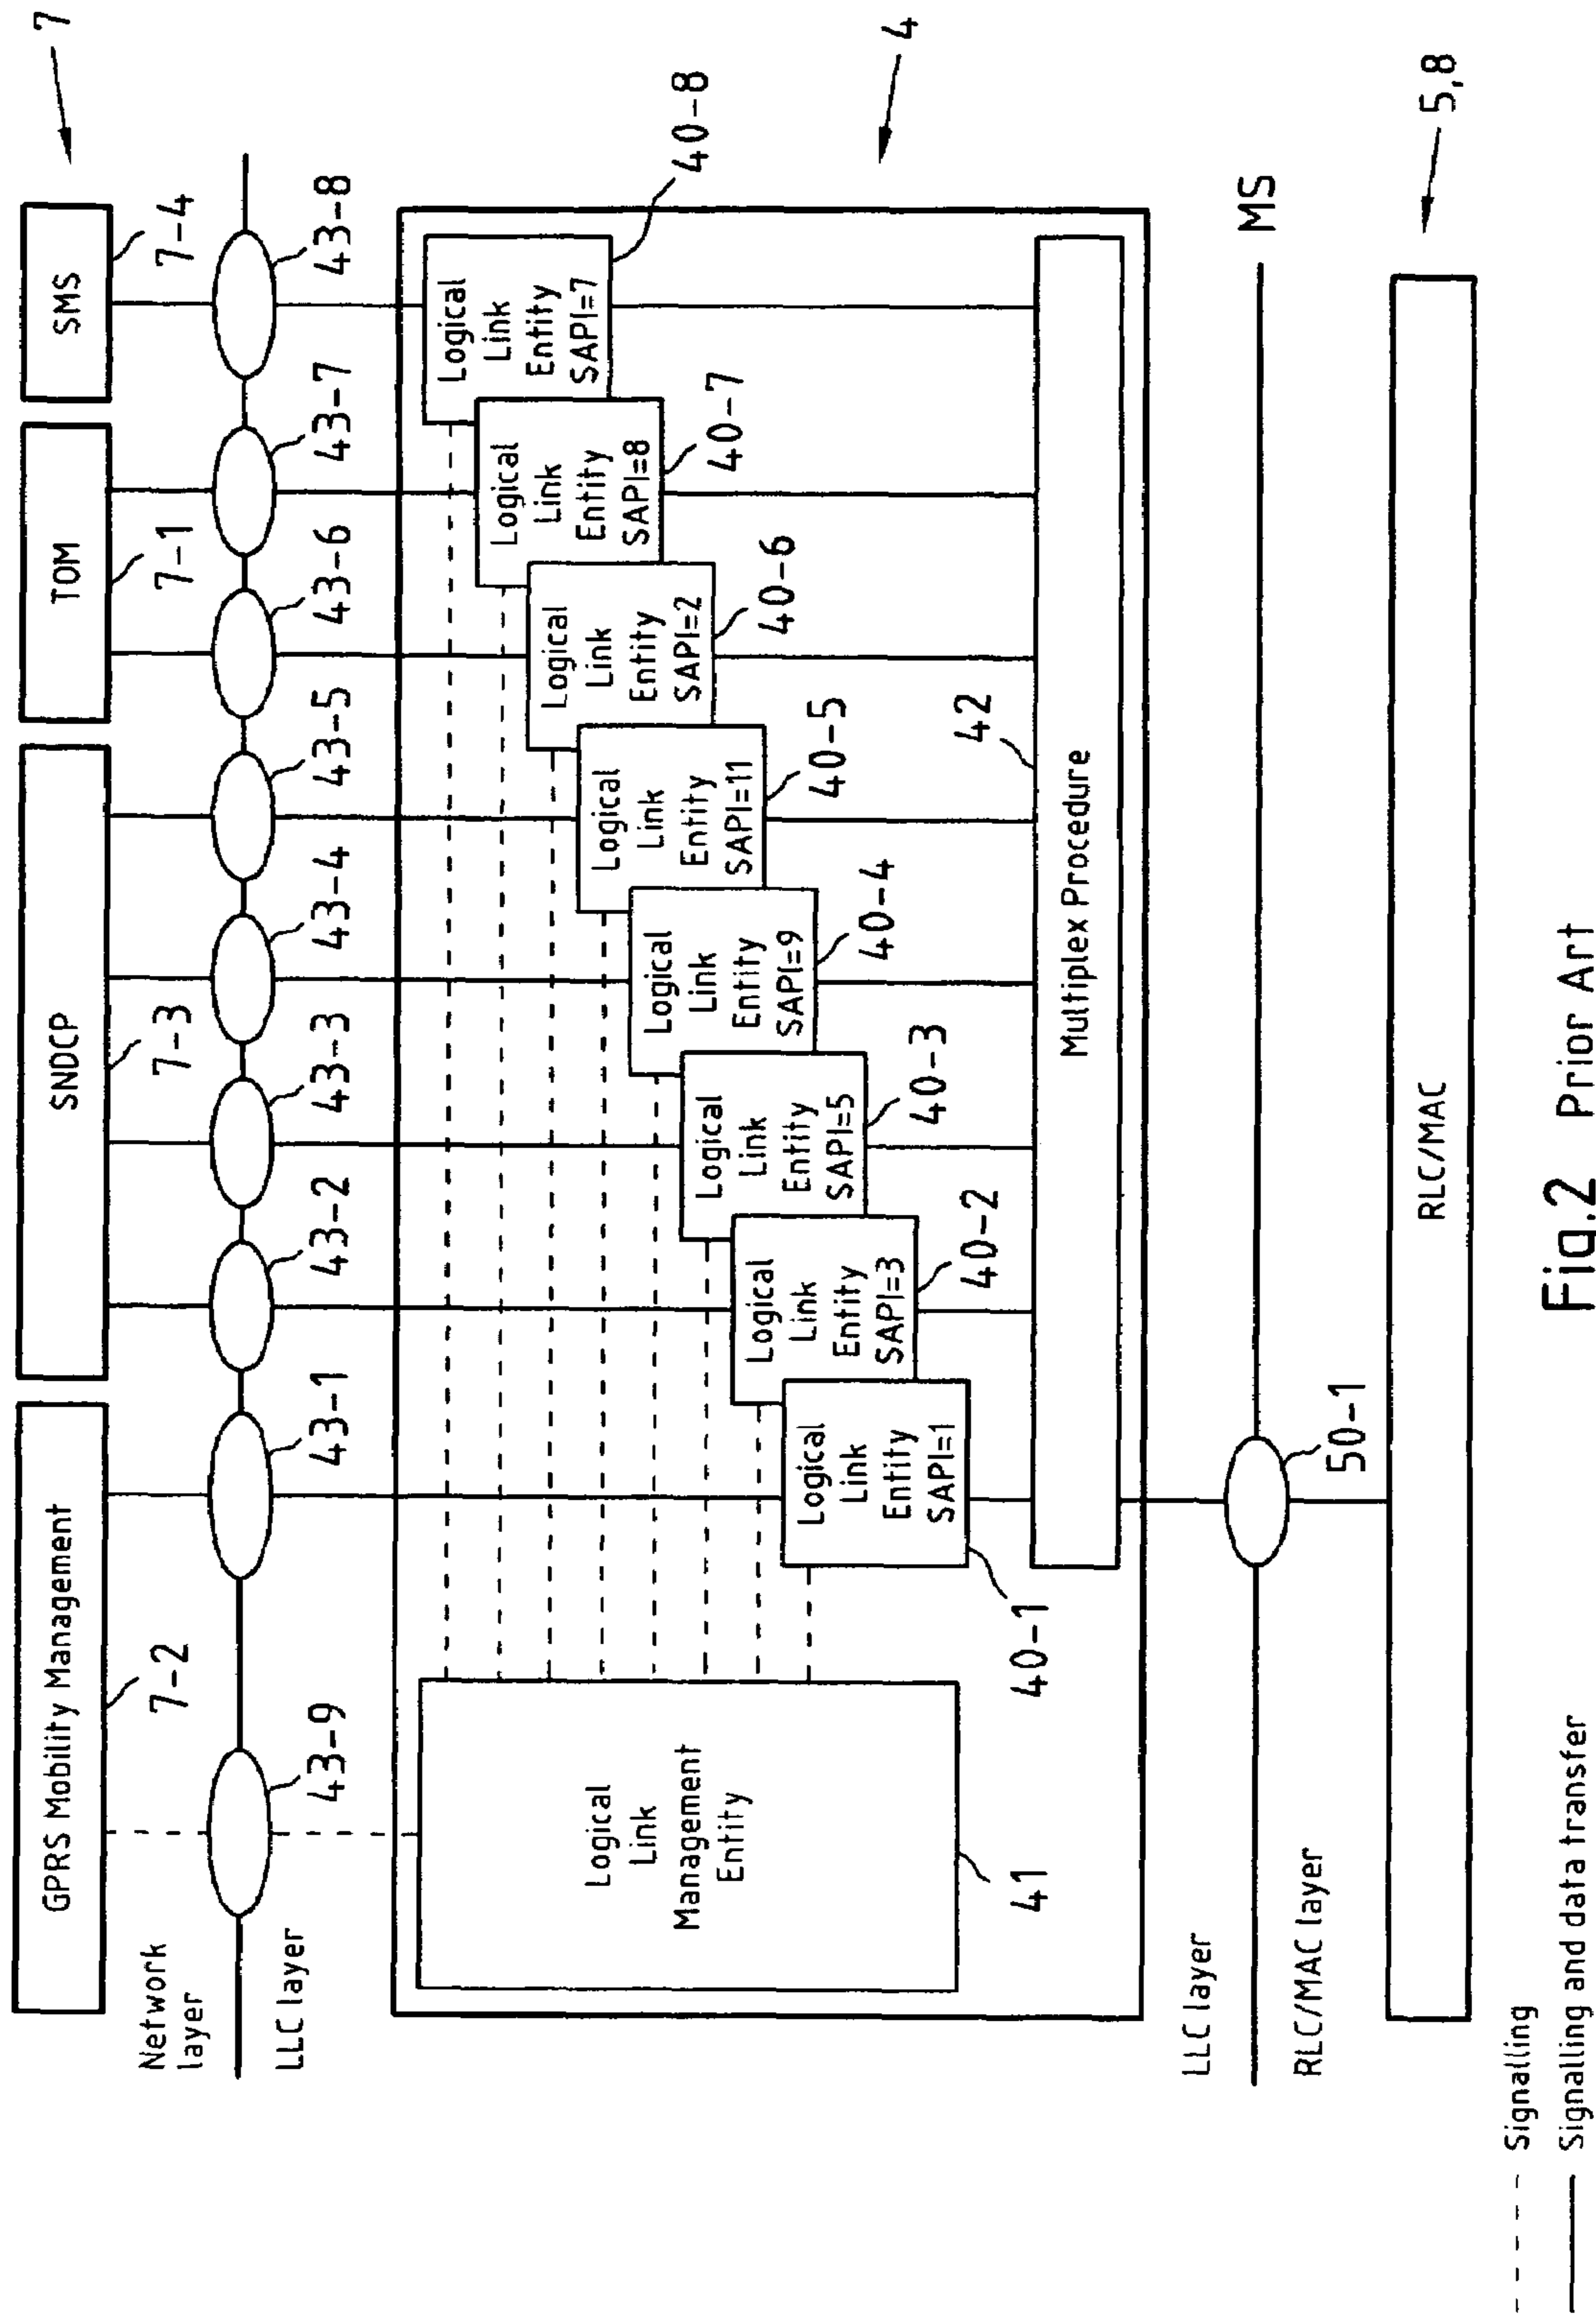 GPRS Mobility Management
SNDCP
TOM
SMS
7
7-2
7-3
7-1
7-4
Network
layer
LLC layer
43-9
43-1
43-2
43-3
43-4
43-5
43-6
43-7
43-8
Logical
Link
Management
Entity
41
Logical
Link
Entity
SAPI=1
40-1
Logical
Link
Entity
SAPI=3
40-2
Logical
Link
Entity
SAPI=5
40-3
Logical
Link
Entity
SAPI=9
40-4
Logical
Link
Entity
SAPI=11
40-5
Logical
Link
Entity
SAPI=2
40-6
Logical
Link
Entity
SAPI=8
40-7
Logical
Link
Entity
SAPI=7
40-8
4
42
Multiplex Procedure
LLC layer
MS
RLC/MAC layer
50-1
5,8
RLC/MAC
Signalling
Signalling and data transfer
Fig.2 Prior Art